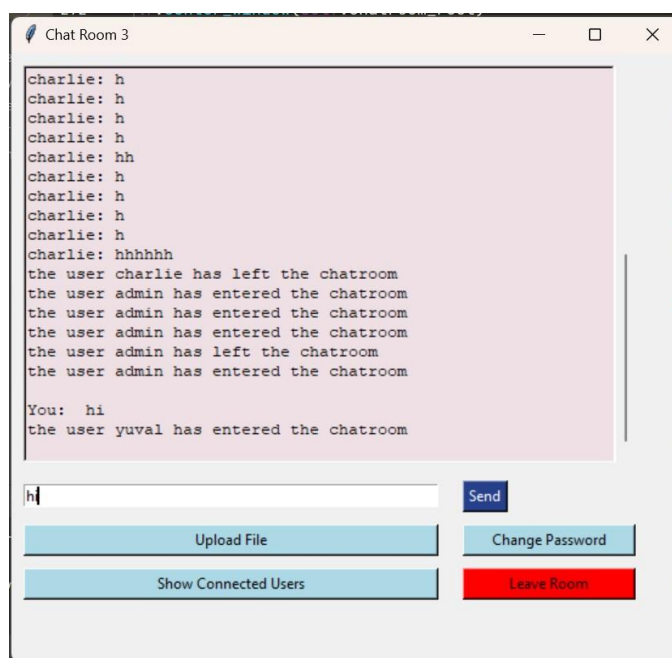 Chat Room 3
charlie: h
charlie: h
charlie: h
charlie: h
charlie: hh
charlie: h
charlie: h
charlie: h
charlie: h
charlie: hhhhhh
the user charlie has left the chatroom
the user admin has entered the chatroom
the user admin has entered the chatroom
the user admin has entered the chatroom
the user admin has left the chatroom
the user admin has entered the chatroom
You:  hi
the user yuval has entered the chatroom
hi
Send
Upload File
Change Password
Show Connected Users
Leave Room